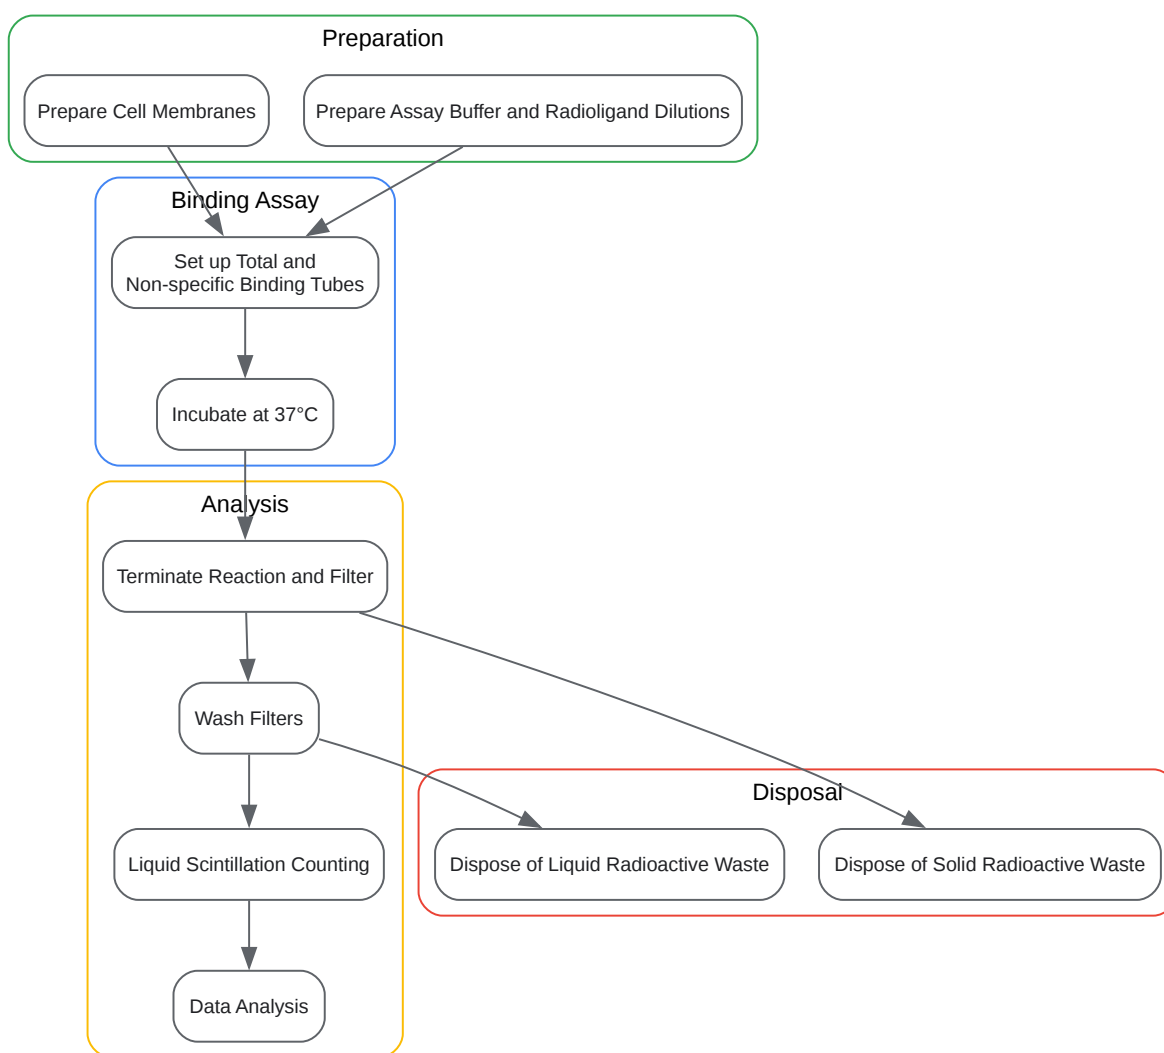 Preparation
Prepare Cell Membranes
Prepare Assay Buffer and Radioligand Dilutions
Binding Assay
Set up Total and
Non-specific Binding Tubes
Incubate at 37°C
Analysis
Terminate Reaction and Filter
Wash Filters
Disposal
Liquid Scintillation Counting
Dispose of Liquid Radioactive Waste
Dispose of Solid Radioactive Waste
Data Analysis